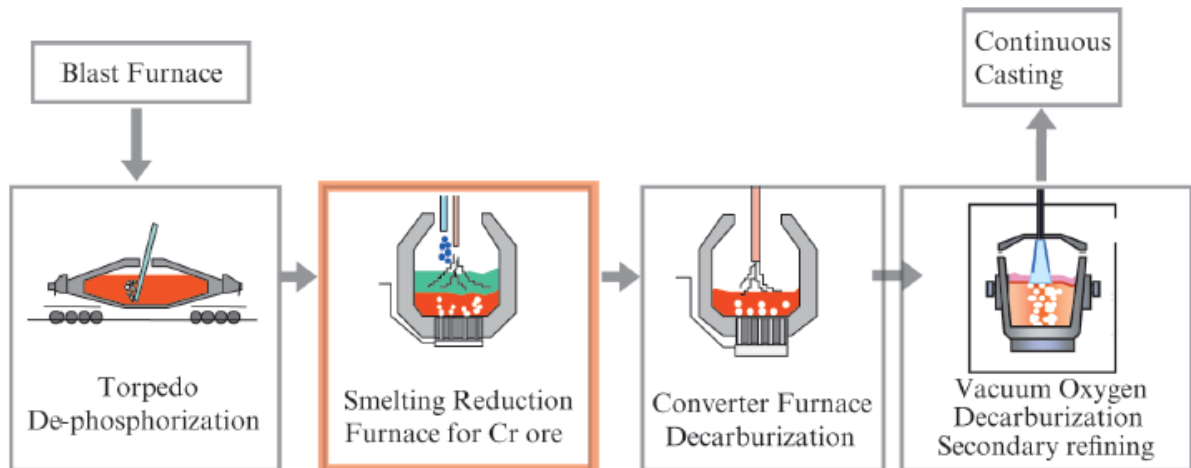 Blast Furnace
Continuous
Casting
Torpedo
De-phosphorization
Smelting Reduction
Furnace for Cr ore
Converter Furnace
Decarburization
Vacuum Oxygen
Decarburization
Secondary refining